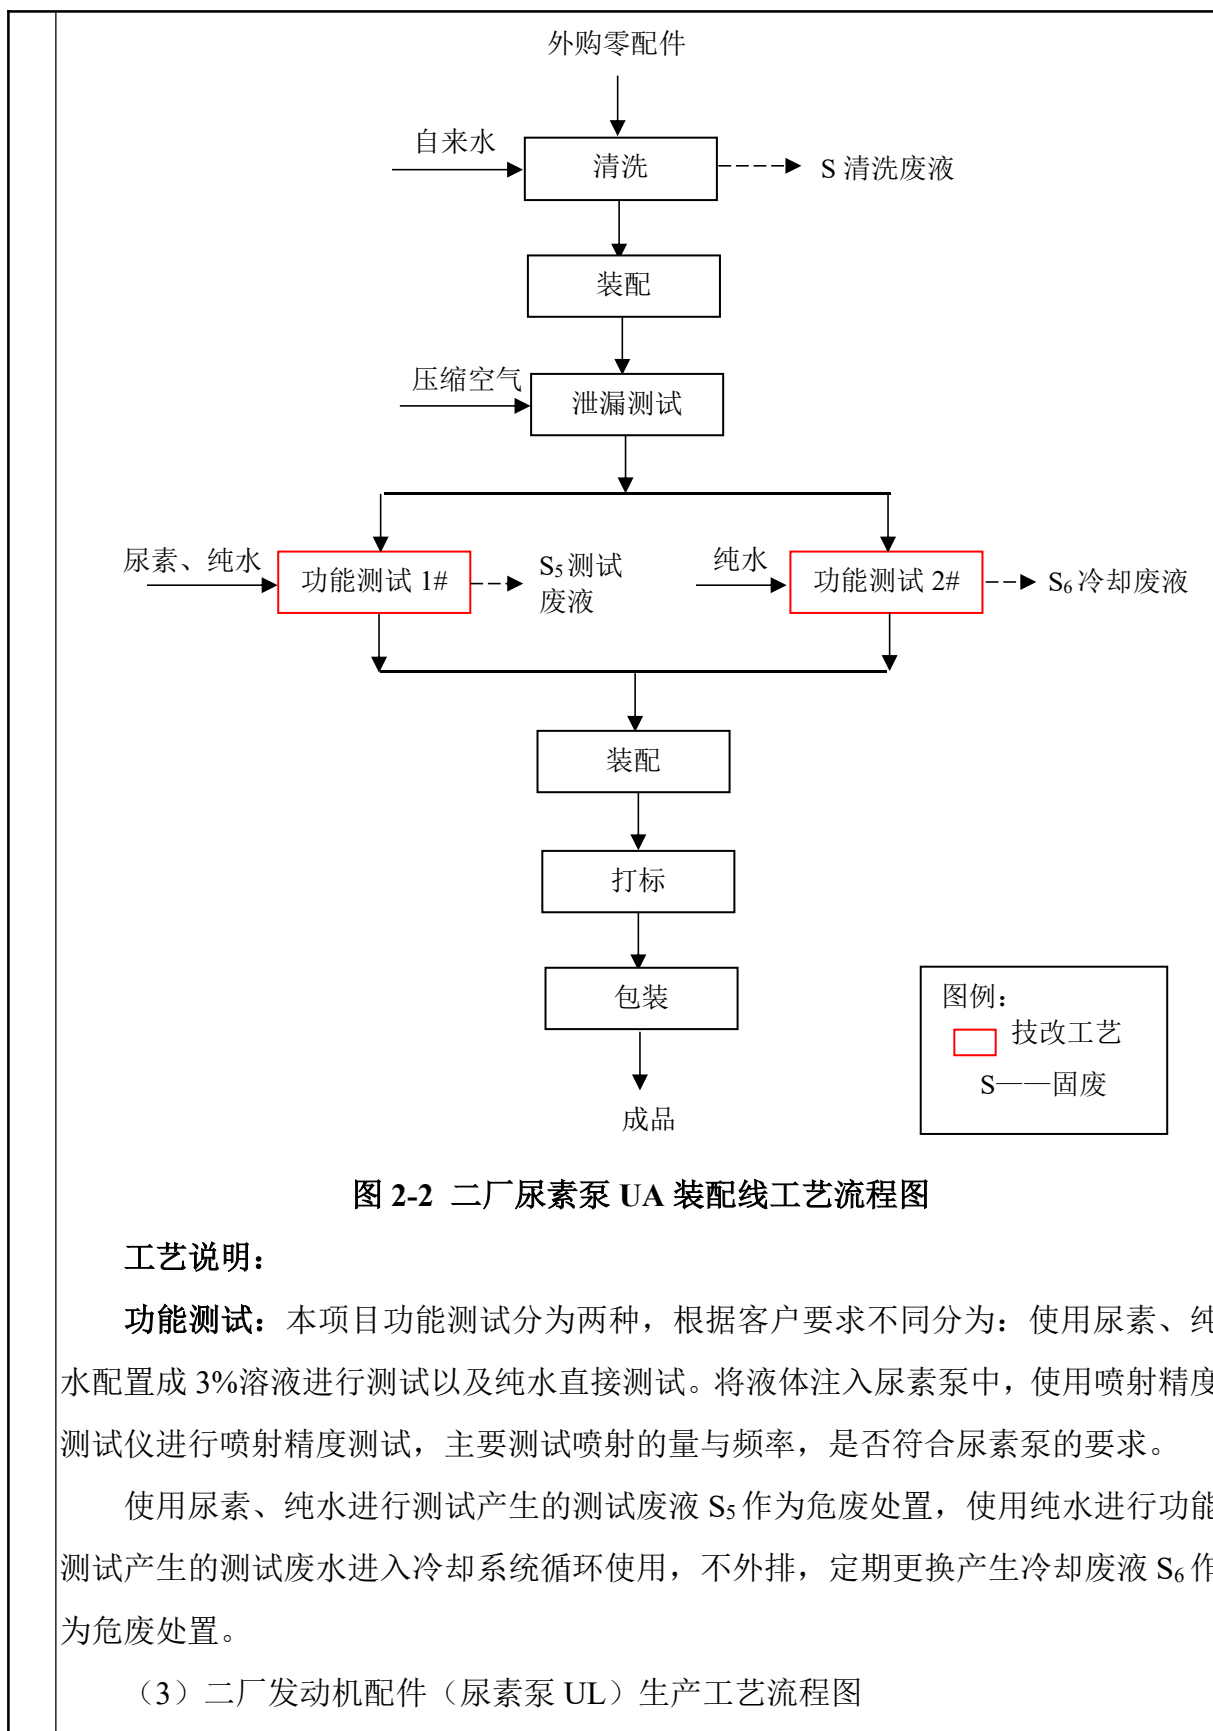 外购零配件
自来水
清洗
S 清洗废液
装配
压缩空气
泄漏测试
尿素、纯水
功能测试 1#
S₅测试
废液
纯水
功能测试 2#
S₆冷却废液
装配
打标
包装
成品
图例：
技改工艺
S——固废
图 2-2 二厂尿素泵 UA 装配线工艺流程图
工艺说明：
功能测试：本项目功能测试分为两种，根据客户要求不同分为：使用尿素、纯
水配置成 3%溶液进行测试以及纯水直接测试。将液体注入尿素泵中，使用喷射精度
测试仪进行喷射精度测试，主要测试喷射的量与频率，是否符合尿素泵的要求。
使用尿素、纯水进行测试产生的测试废液 S₅作为危废处置，使用纯水进行功能
测试产生的测试废水进入冷却系统循环使用，不外排，定期更换产生冷却废液 S₆作
为危废处置。
（3）二厂发动机配件（尿素泵 UL）生产工艺流程图